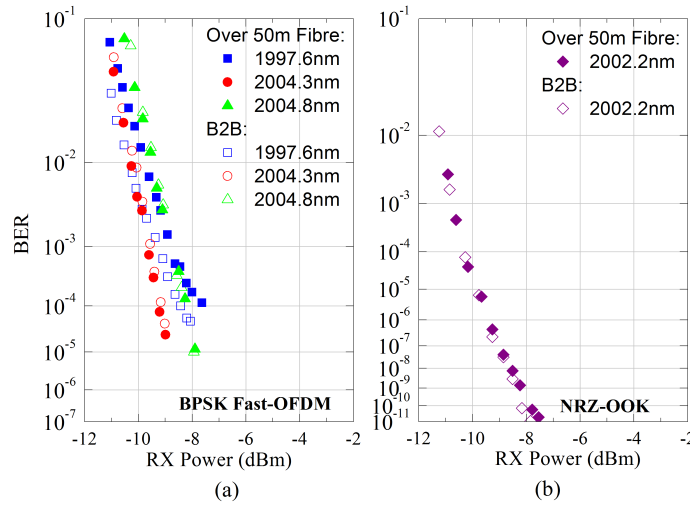 BER
10^-1
10^-2
10^-3
10^-4
10^-5
10^-6
10^-7
Over 50m Fibre:
1997.6nm
2004.3nm
2004.8nm
B2B:
1997.6nm
2004.3nm
2004.8nm
BPSK Fast-OFDM
-12 -10 -8 -6 -4 -2
RX Power (dBm)
(a)
10^-1
10^-2
10^-3
10^-4
10^-5
10^-6
10^-7
10^-8
10^-9
10^-10
10^-11
Over 50m Fibre:
2002.2nm
B2B:
2002.2nm
NRZ-OOK
-12 -10 -8 -6 -4 -2
RX Power (dBm)
(b)